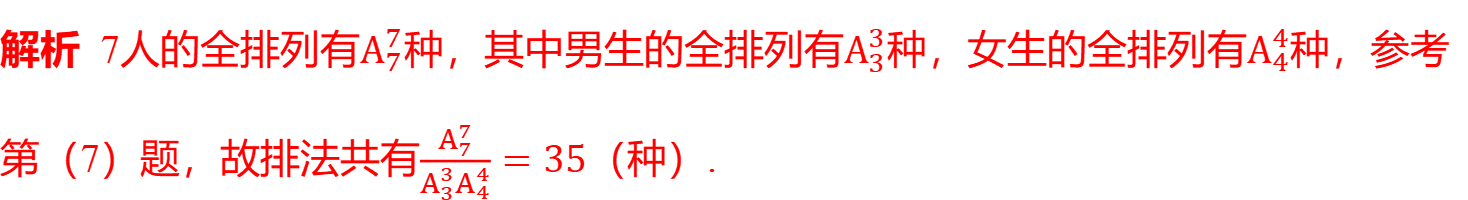 解析 7人的全排列有A₇⁷种，其中男生的全排列有A₃³种，女生的全排列有A₄⁴种，参考
第（7）题，故排法共有A₇⁷/A₃³A₄⁴ = 35（种）.